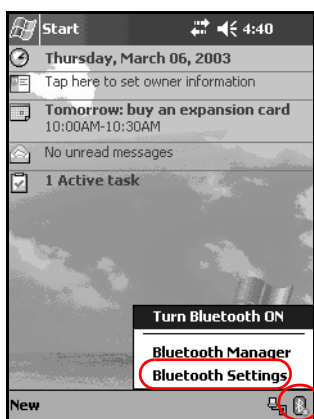 Start 4:40
Thursday, March 06, 2003
Tap here to set owner information
Tomorrow: buy an expansion card
10:00AM-10:30AM
No unread messages
1 Active task
Turn Bluetooth ON
Bluetooth Manager
Bluetooth Settings
New